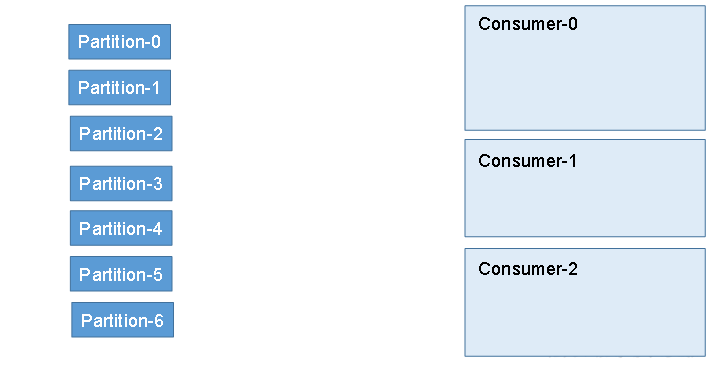 Partition-0
Partition-1
Partition-2
Partition-3
Partition-4
Partition-5
Partition-6
Consumer-0
Consumer-1
Consumer-2